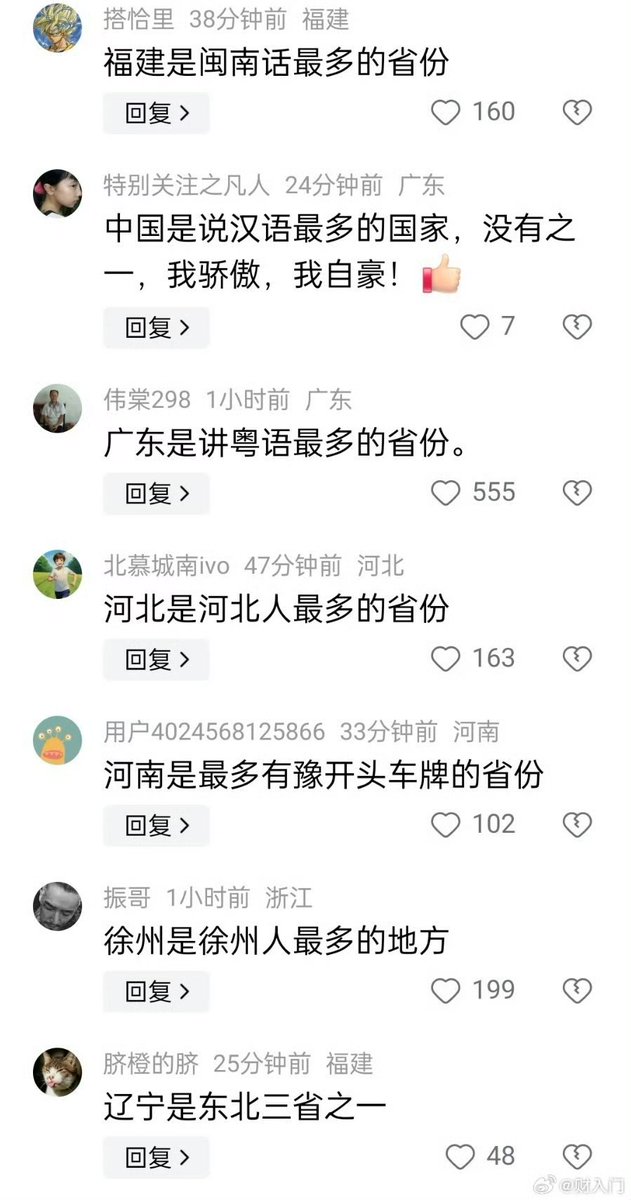 搭恰里 38分钟前 福建
福建是闽南话最多的省份
回复 >
160
特别关注之凡人 24分钟前 广东
中国是说汉语最多的国家，没有之
一，我骄傲，我自豪！👍
回复 >
7
伟棠298 1小时前 广东
广东是讲粤语最多的省份。
回复 >
555
北慕城南ivo 47分钟前 河北
河北是河北人最多的省份
回复 >
163
用户4024568125866 33分钟前 河南
河南是最多有豫开头车牌的省份
回复 >
102
振哥 1小时前 浙江
徐州是徐州人最多的地方
回复 >
199
脐橙的脐 25分钟前 福建
辽宁是东北三省之一
回复 >
48
@财入门